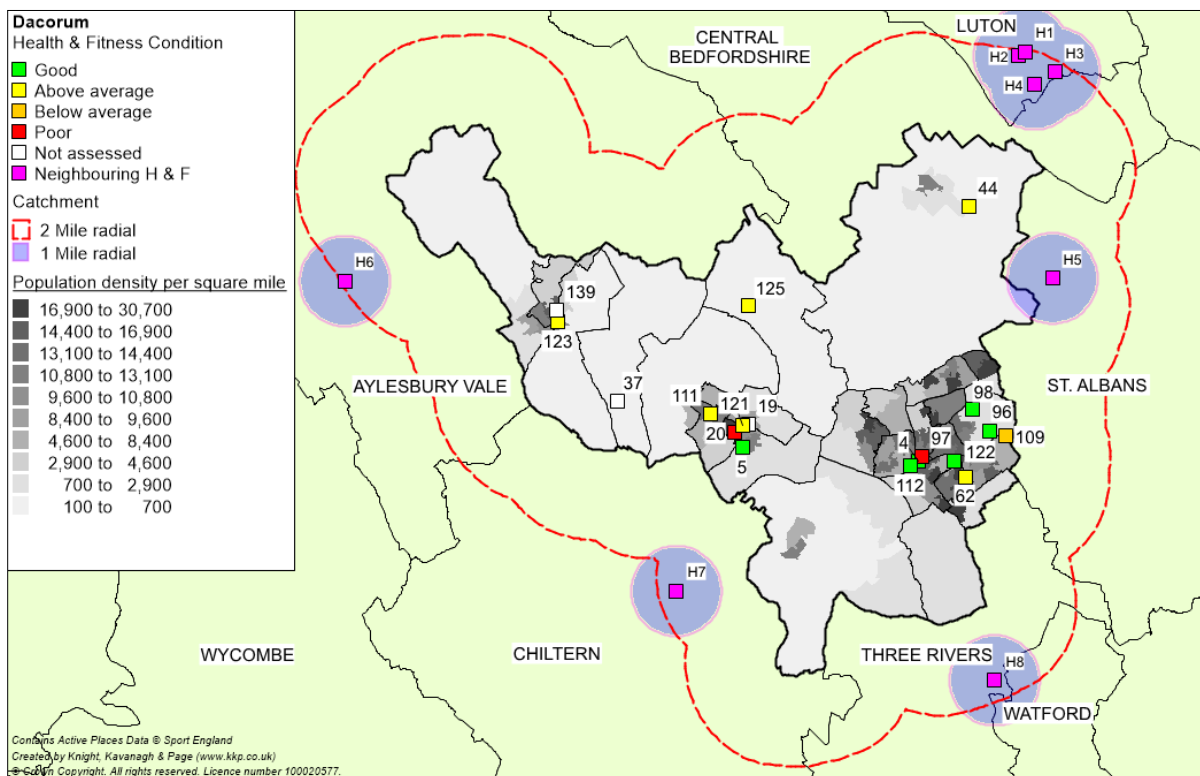 Dacorum
Health & Fitness Condition
Good
Above average
Below average
Poor
Not assessed
Neighbouring H & F
Catchment
2 Mile radial
1 Mile radial
Population density per square mile
16,900 to 30,700
14,400 to 16,900
13,100 to 14,400
10,800 to 13,100
9,600 to 10,800
8,400 to 9,600
4,600 to 8,400
2,900 to 4,600
700 to 2,900
100 to 700
LUTON
H1
H2
H3
H4
CENTRAL
BEDFORDSHIRE
44
H6
H5
139
125
123
AYLESBURY VALE
37
ST. ALBANS
111
121
19
98
96
20
4
97
109
5
122
112
62
H7
WYCOMBE
CHILTERN
THREE RIVERS
H8
WATFORD
Contains Active Places Data © Sport England
Created by Knight, Kavanagh & Page (www.kkp.co.uk)
© Crown Copyright. All rights reserved. Licence number 100020577.